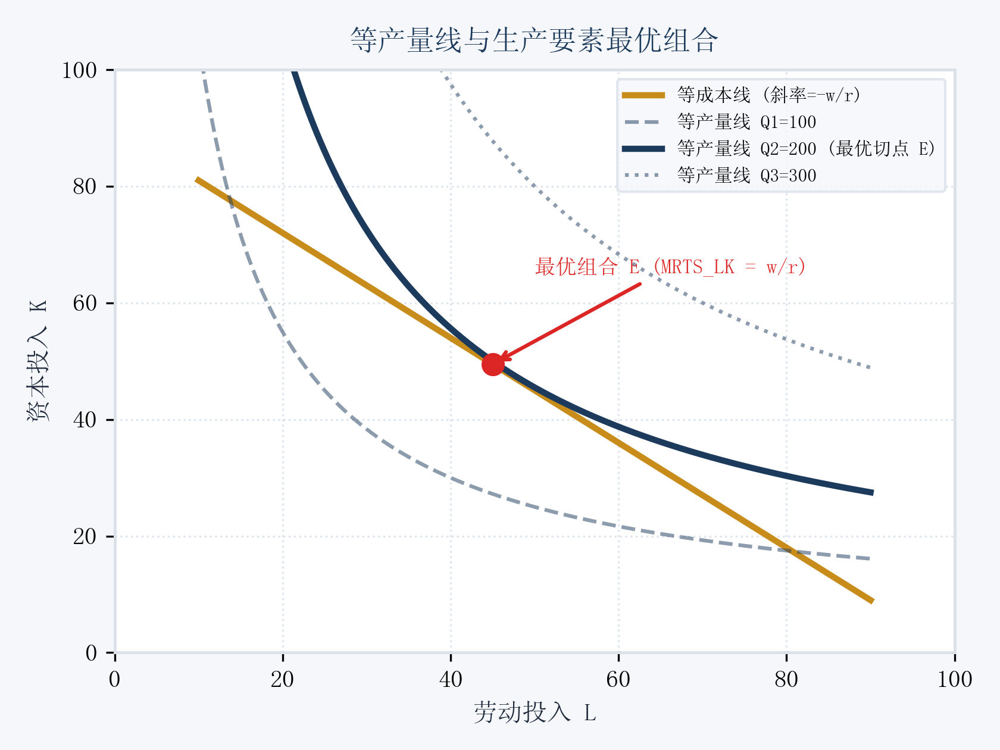 等产量线与生产要素最优组合
等成本线 (斜率=-w/r)
等产量线 Q1=100
等产量线 Q2=200 (最优切点 E)
等产量线 Q3=300
最优组合 E (MRTS_LK = w/r)
资本投入 K
100
80
60
40
20
0
0 20 40 60 80 100
劳动投入 L